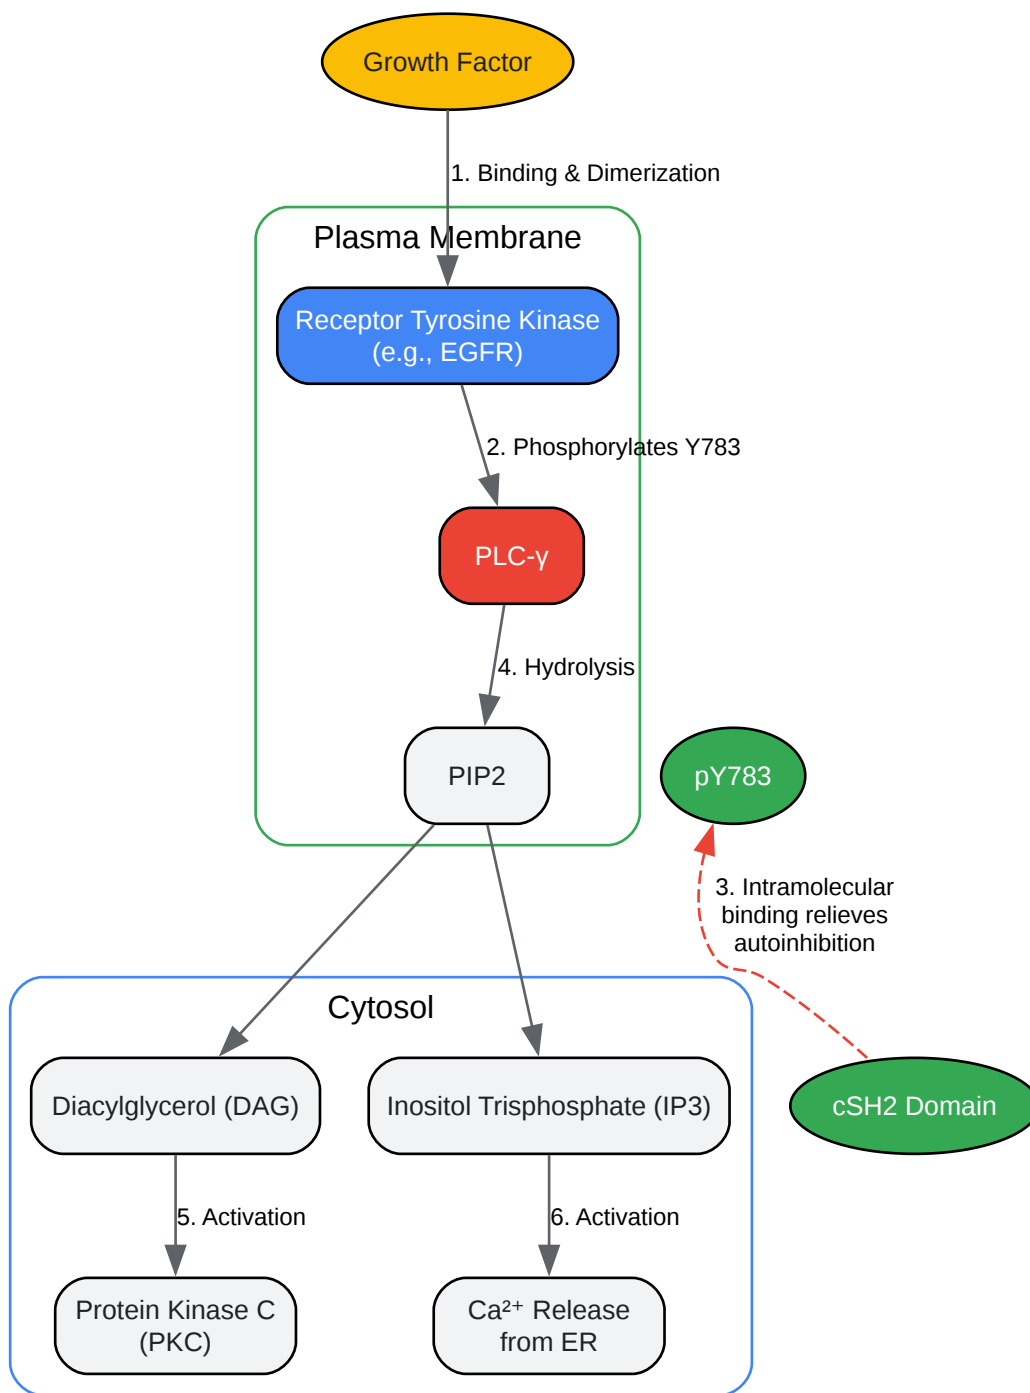 Growth Factor
1. Binding & Dimerization
Plasma Membrane
Receptor Tyrosine Kinase
(e.g., EGFR)
2. Phosphorylates Y783
PLC-γ
4. Hydrolysis
PIP2
pY783
3. Intramolecular
binding relieves
autoinhibition
Cytosol
Diacylglycerol (DAG)
Inositol Trisphosphate (IP3)
cSH2 Domain
5. Activation
6. Activation
Protein Kinase C
(PKC)
Ca²⁺ Release
from ER